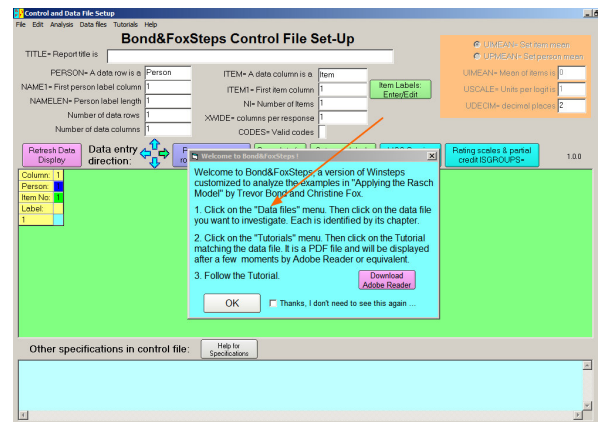 Control and Data File Setup
File Edit Analysis Data files Tutorials Help
Bond&FoxSteps Control File Set-Up
TITLE= Report title is
PERSON= A data row is a Person
NAME1= First person label column 1
NAMELEN= Person label length 1
Number of data rows 1
Number of data columns 1
ITEM= A data column is a Item
ITEM1= First item column 1
NI= Number of items 1
XWIDE= columns per response 1
CODES= Valid codes
Item Labels:
Enter/Edit
UIMEAN= Set item mean
UPMEAN= Set person mean
UMEAN= Mean of items is 0
USCALE= Units per logit is 1
UDECIM= decimal places 2
Refresh Data
Display
Data entry
direction:
Rating scales & partial
credit ISGROUPS=
1.0.0
Column: 1
Person:
Item No: 1
Label:
1
Welcome to Bond&FoxSteps !
Welcome to Bond&FoxSteps, a version of Winsteps
customized to analyze the examples in "Applying the Rasch
Model" by Trevor Bond and Christine Fox.
1. Click on the "Data files" menu. Then click on the data file
you want to investigate. Each is identified by its chapter.
2. Click on the "Tutorials" menu. Then click on the Tutorial
matching the data file. It is a PDF file and will be displayed
after a few moments by Adobe Reader or equivalent.
3. Follow the Tutorial.
Download
Adobe Reader
OK
Thanks, I don't need to see this again ...
Other specifications in control file:
Help for
Specifications